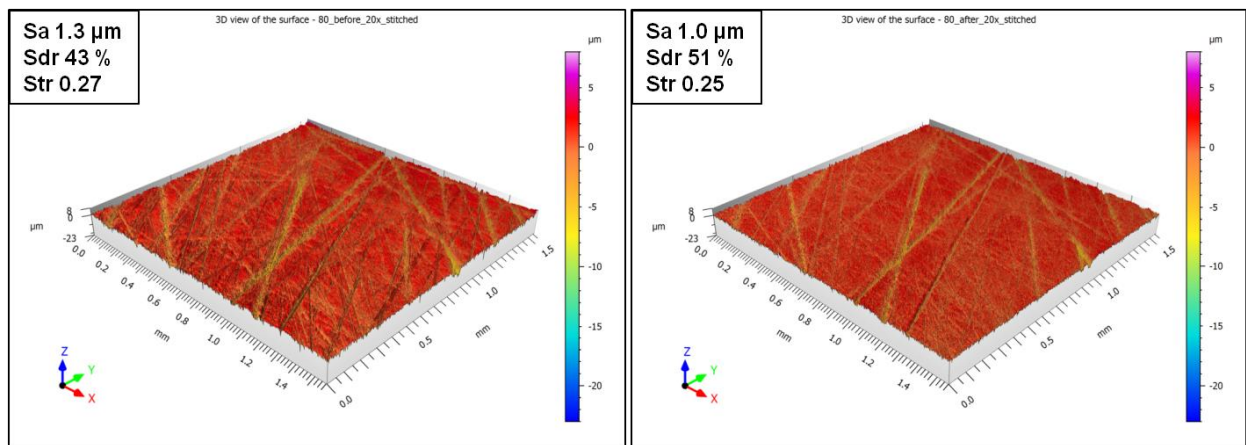 3D view of the surface - 80_before_20x_stitched
Sa 1.3 µm
Sdr 43 %
Str 0.27
µm
5
0
-5
-10
-15
-20
8
0
-23
µm
0.0
0.2
0.4
0.6
0.8
1.0
1.2
1.4
mm
0.0
0.5
1.0
1.5
mm
Z
Y
X
3D view of the surface - 80_after_20x_stitched
Sa 1.0 µm
Sdr 51 %
Str 0.25
µm
5
0
-5
-10
-15
-20
8
0
-23
µm
0.0
0.2
0.4
0.6
0.8
1.0
1.2
1.4
mm
0.0
0.5
1.0
1.5
mm
Z
Y
X